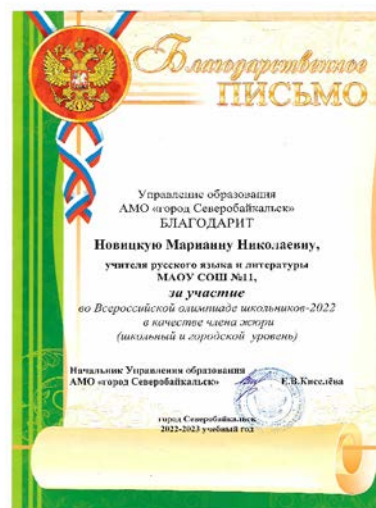 Благодарственное
ПИСЬМО
Управление образования
АМО «город Северобайкальск»
БЛАГОДАРИТ
Новицкую Марианну Николаевну,
учителя русского языка и литературы
МАОУ СОШ №11,
за участие
во Всероссийской олимпиаде школьников-2022
в качестве члена жюри
(школьный и городской уровень)
Начальник Управления образования
АМО «город Северобайкальск» Е.В.Киселёва
город Северобайкальск
2022-2023 учебный год